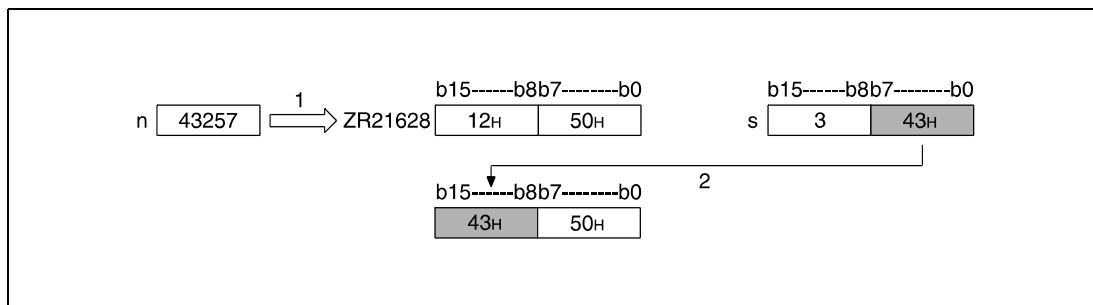 b15------b8b7-------b0 b15------b8b7-------b0
n 43257 1 ZR21628 12H 50H s 3 43H
2
b15------b8b7-------b0
43H 50H